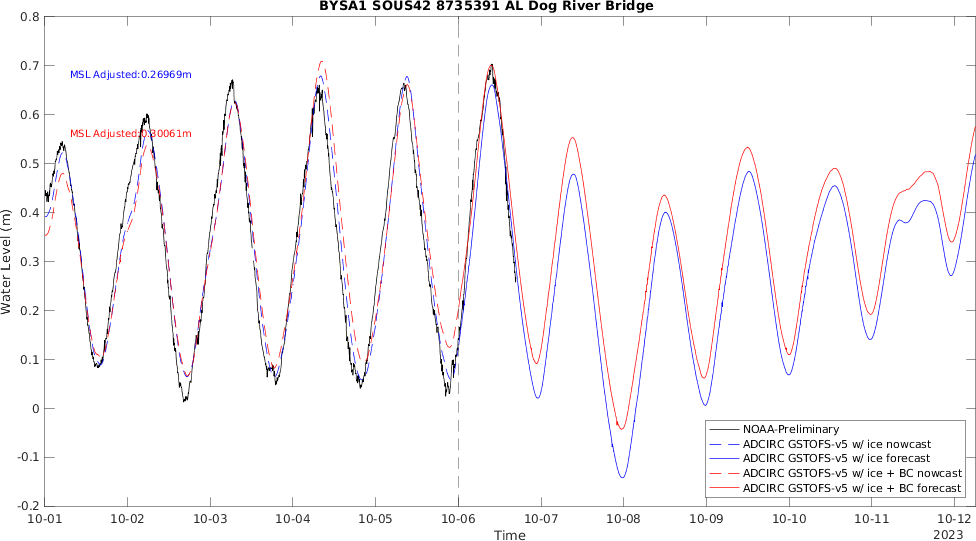 BYSA1 SOUS42 8735391 AL Dog River Bridge
0.8
0.7
0.6
0.5
0.4
0.3
0.2
0.1
0
-0.1
-0.2
Water Level (m)
MSL Adjusted:0.26969m
MSL Adjusted:0.30061m
NOAA-Preliminary
ADCIRC GSTOFS-v5 w/ ice nowcast
ADCIRC GSTOFS-v5 w/ ice forecast
ADCIRC GSTOFS-v5 w/ ice + BC nowcast
ADCIRC GSTOFS-v5 w/ ice + BC forecast
10-01 10-02 10-03 10-04 10-05 10-06 10-07 10-08 10-09 10-10 10-11 10-12
Time 2023